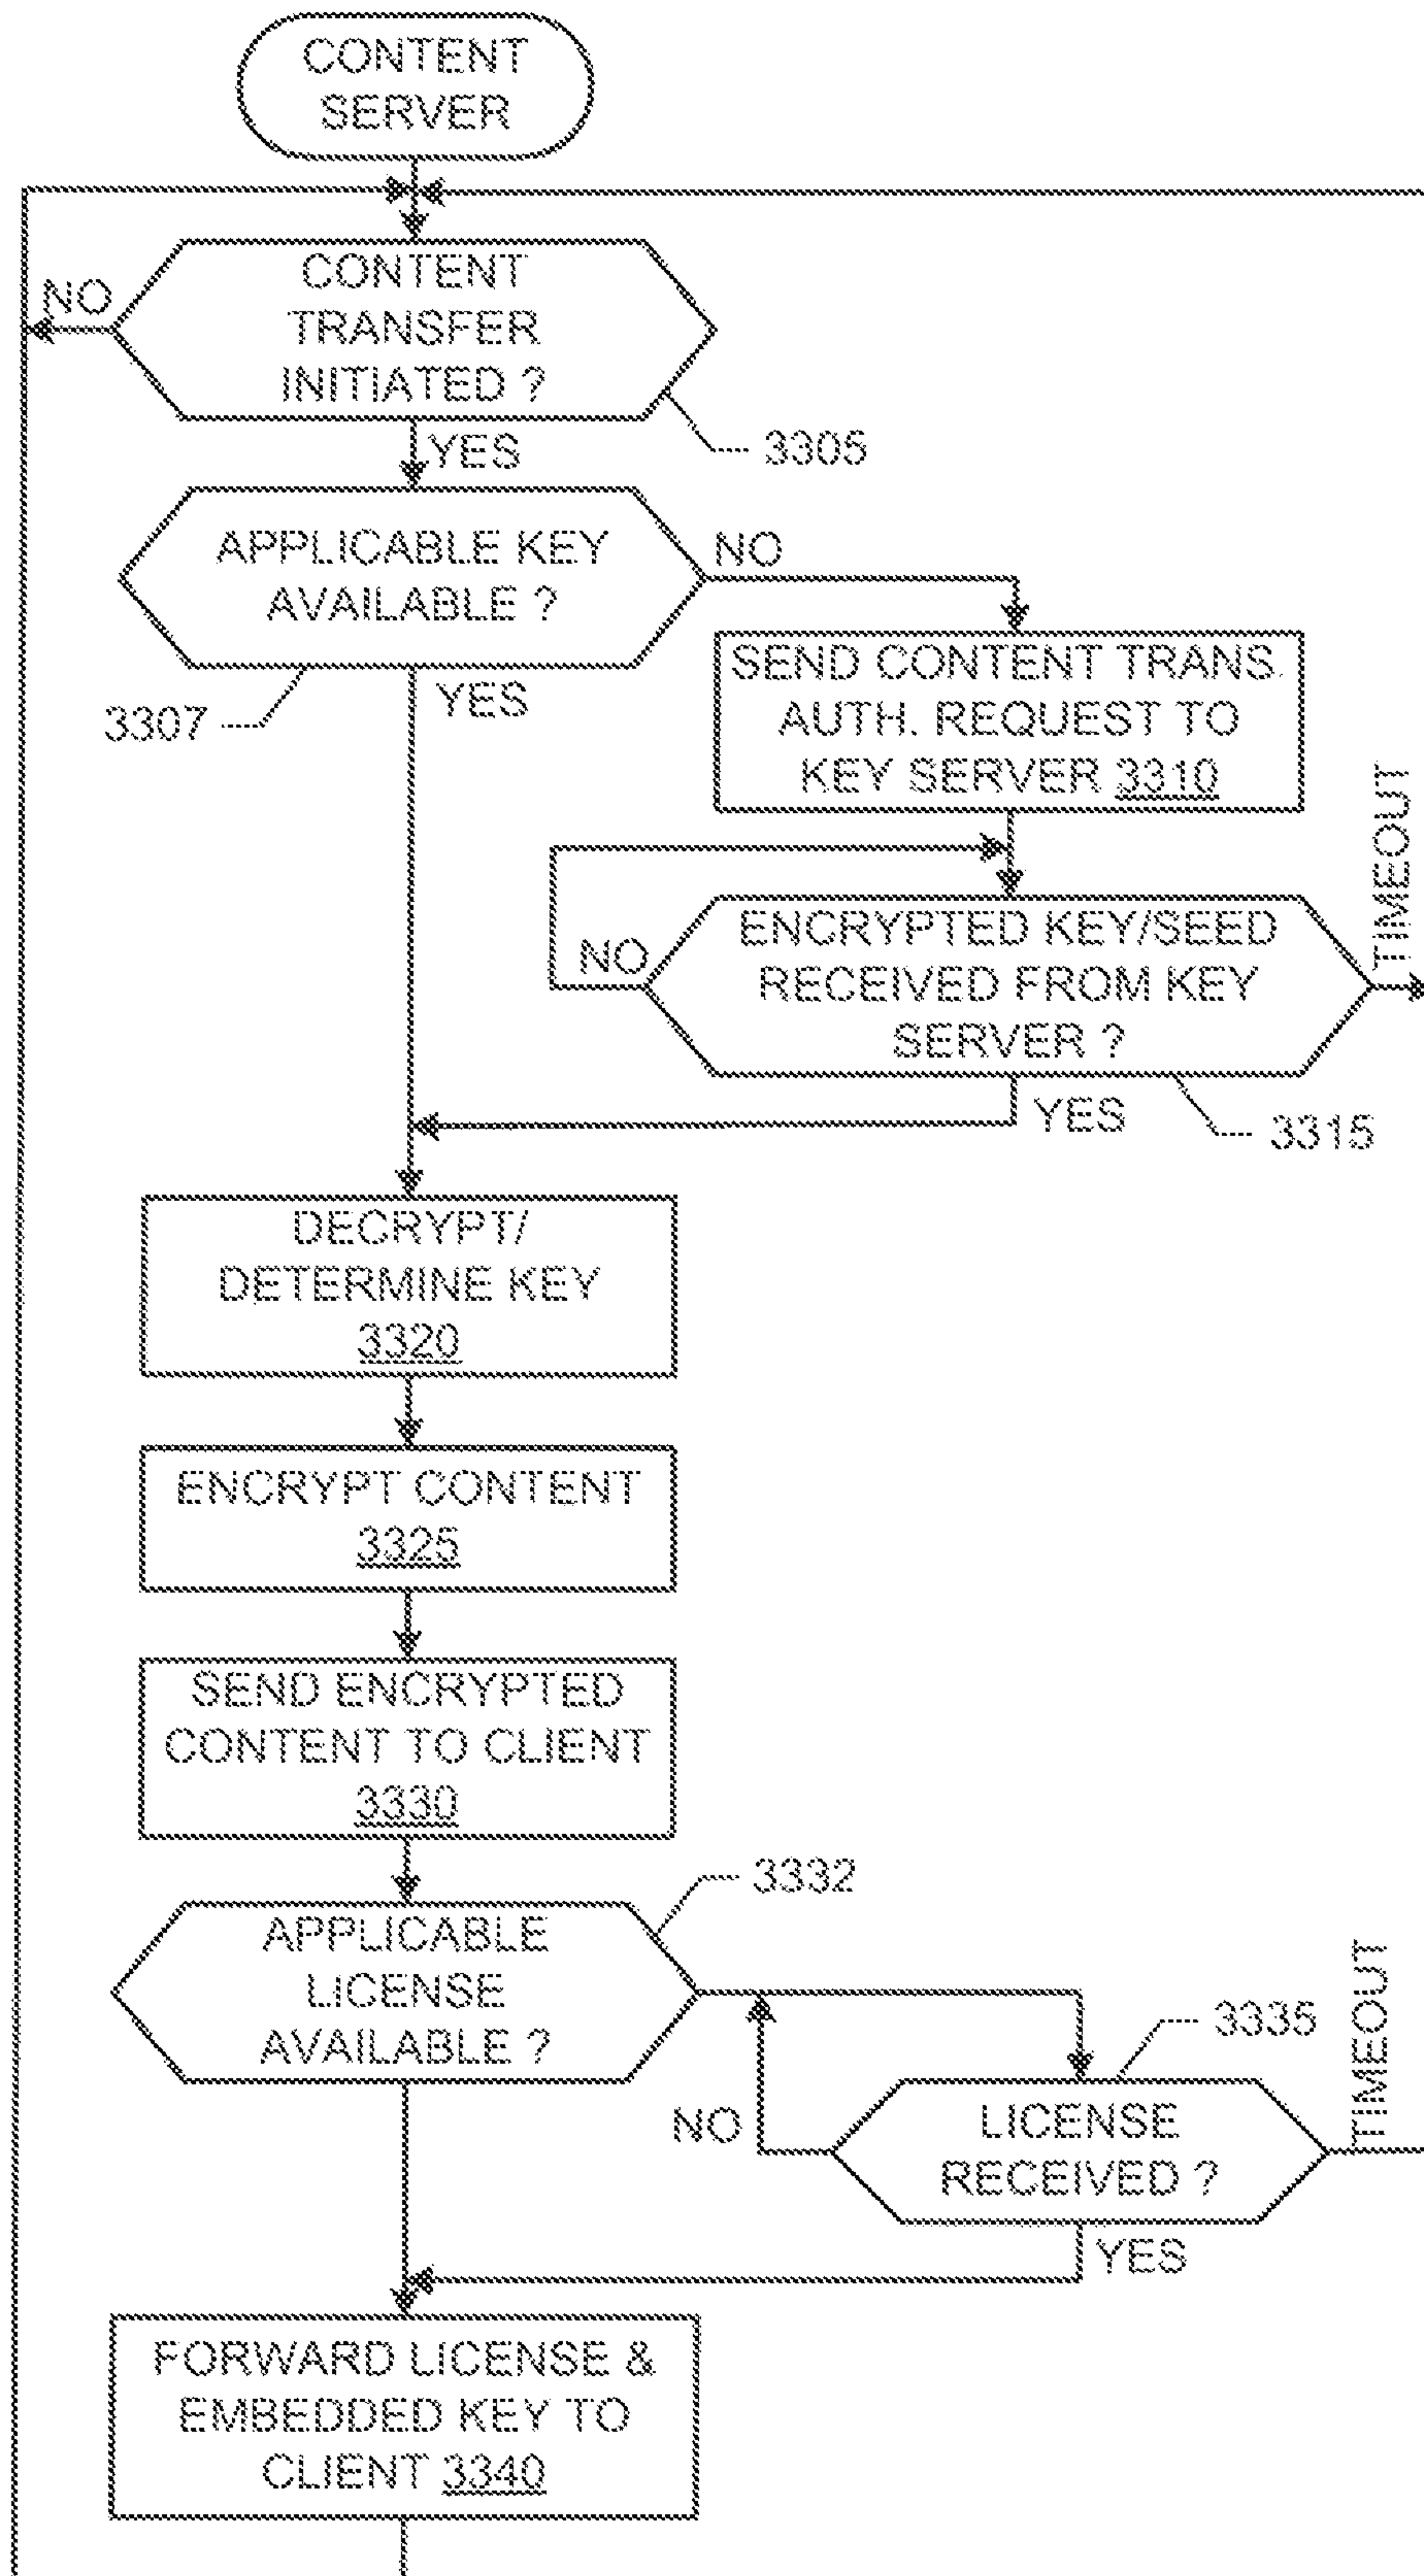 CONTENT
SERVER
CONTENT
TRANSFER
INITIATED ?
NO
3305
YES
APPLICABLE KEY
AVAILABLE ?
NO
3307
YES
SEND CONTENT TRANS.
AUTH. REQUEST TO
KEY SERVER 3310
TIMEOUT
ENCRYPTED KEY/SEED
RECEIVED FROM KEY
SERVER ?
NO
YES
3315
DECRYPT/
DETERMINE KEY
3320
ENCRYPT CONTENT
3325
SEND ENCRYPTED
CONTENT TO CLIENT
3330
3332
APPLICABLE
LICENSE
AVAILABLE ?
3335
TIMEOUT
LICENSE
RECEIVED ?
NO
YES
FORWARD LICENSE &
EMBEDDED KEY TO
CLIENT 3340